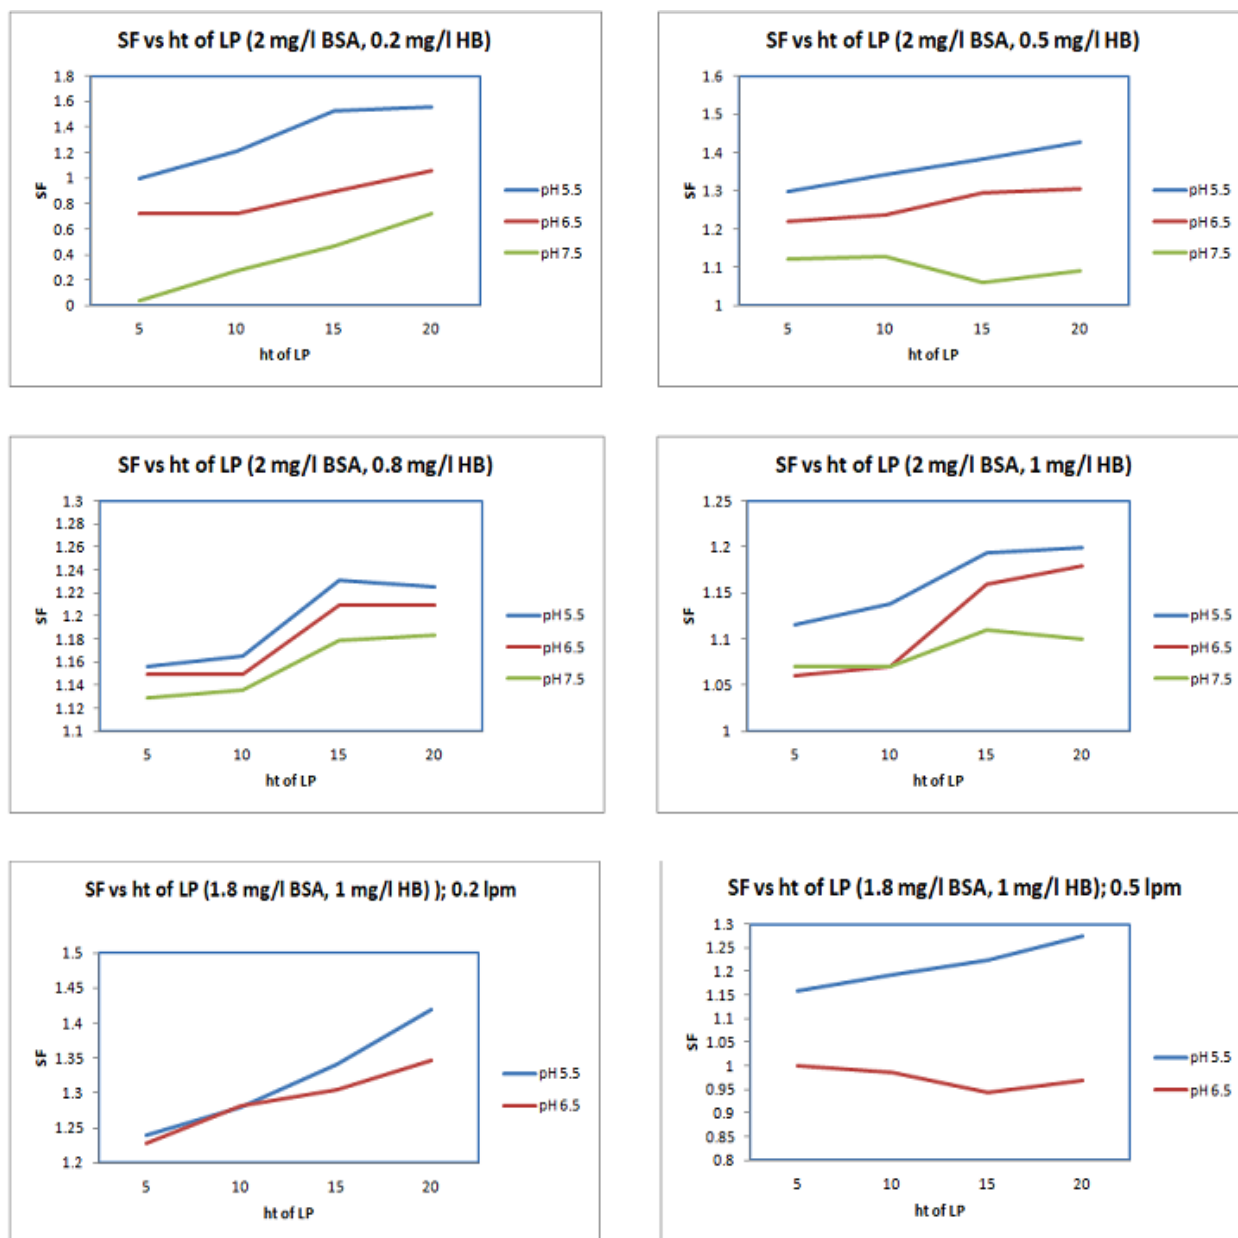 SF vs ht of LP (2 mg/l BSA, 0.2 mg/l HB)
1.8
1.6
1.4
1.2
1
0.8
0.6
0.4
0.2
0
SF
5 10 15 20
ht of LP
pH 5.5
pH 6.5
pH 7.5
SF vs ht of LP (2 mg/l BSA, 0.5 mg/l HB)
1.6
1.5
1.4
1.3
1.2
1.1
1
SF
5 10 15 20
ht of LP
pH 5.5
pH 6.5
pH 7.5
SF vs ht of LP (2 mg/l BSA, 0.8 mg/l HB)
1.3
1.28
1.26
1.24
1.22
1.2
1.18
1.16
1.14
1.12
1.1
SF
5 10 15 20
ht of LP
pH 5.5
pH 6.5
pH 7.5
SF vs ht of LP (2 mg/l BSA, 1 mg/l HB)
1.25
1.2
1.15
1.1
1.05
1
SF
5 10 15 20
ht of LP
pH 5.5
pH 6.5
pH 7.5
SF vs ht of LP (1.8 mg/l BSA, 1 mg/l HB) ); 0.2 lpm
1.5
1.45
1.4
1.35
1.3
1.25
1.2
SF
5 10 15 20
ht of LP
pH 5.5
pH 6.5
SF vs ht of LP (1.8 mg/l BSA, 1 mg/l HB); 0.5 lpm
1.3
1.25
1.2
1.15
1.1
1.05
1
0.95
0.9
0.85
0.8
SF
5 10 15 20
ht of LP
pH 5.5
pH 6.5